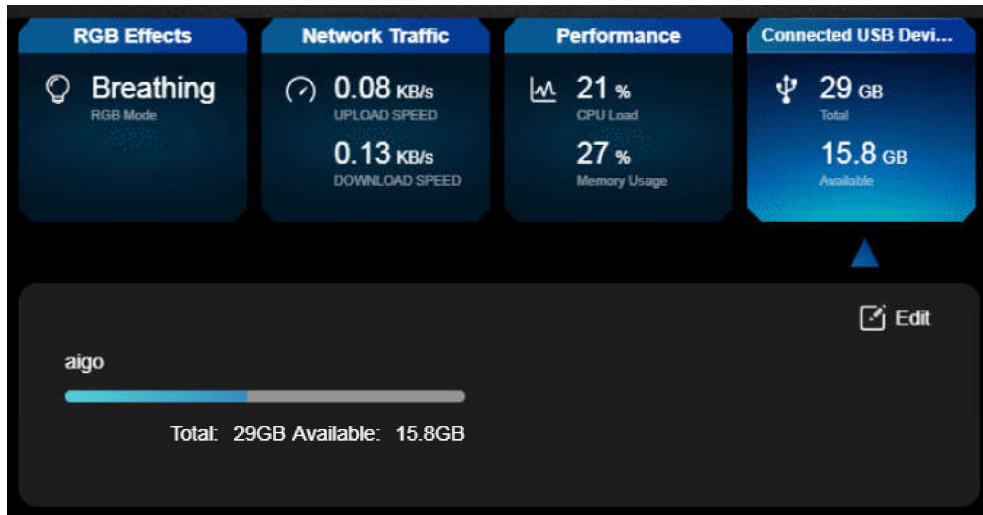 RGB Effects
Breathing
RGB Mode
Network Traffic
0.08 KB/s
UPLOAD SPEED
0.13 KB/s
DOWNLOAD SPEED
Performance
21 %
CPU Load
27 %
Memory Usage
Connected USB Devi...
29 GB
Total
15.8 GB
Available
Edit
aigo
Total: 29GB Available: 15.8GB